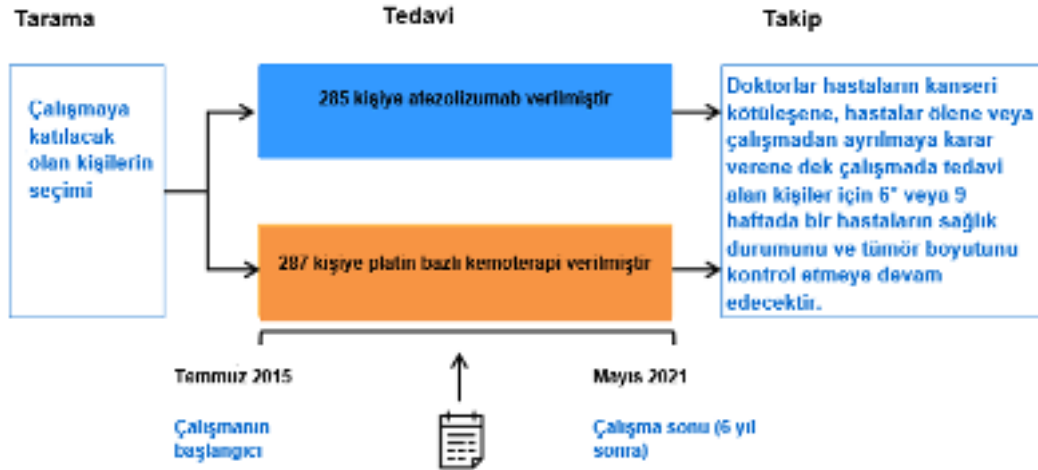 Tarama
Tedavi
Takip
Çalışmaya
katılacak
olan kişilerin
seçimi
285 kişiye atezolizumab verilmiştir
287 kişiye platin bazlı kemoterapi verilmiştir
Doktorlar hastaların kanseri
kötüleşene, hastalar ölene veya
çalışmadan ayrılmaya karar
verene dek çalışmada tedavi
alan kişiler için 6* veya 9
haftada bir hastaların sağlık
durumunu ve tümör boyutunu
kontrol etmeye devam
edecektir.
Temmuz 2015
Çalışmanın
başlangıcı
Mayıs 2021
Çalışma sonu (6 yıl
sonra)